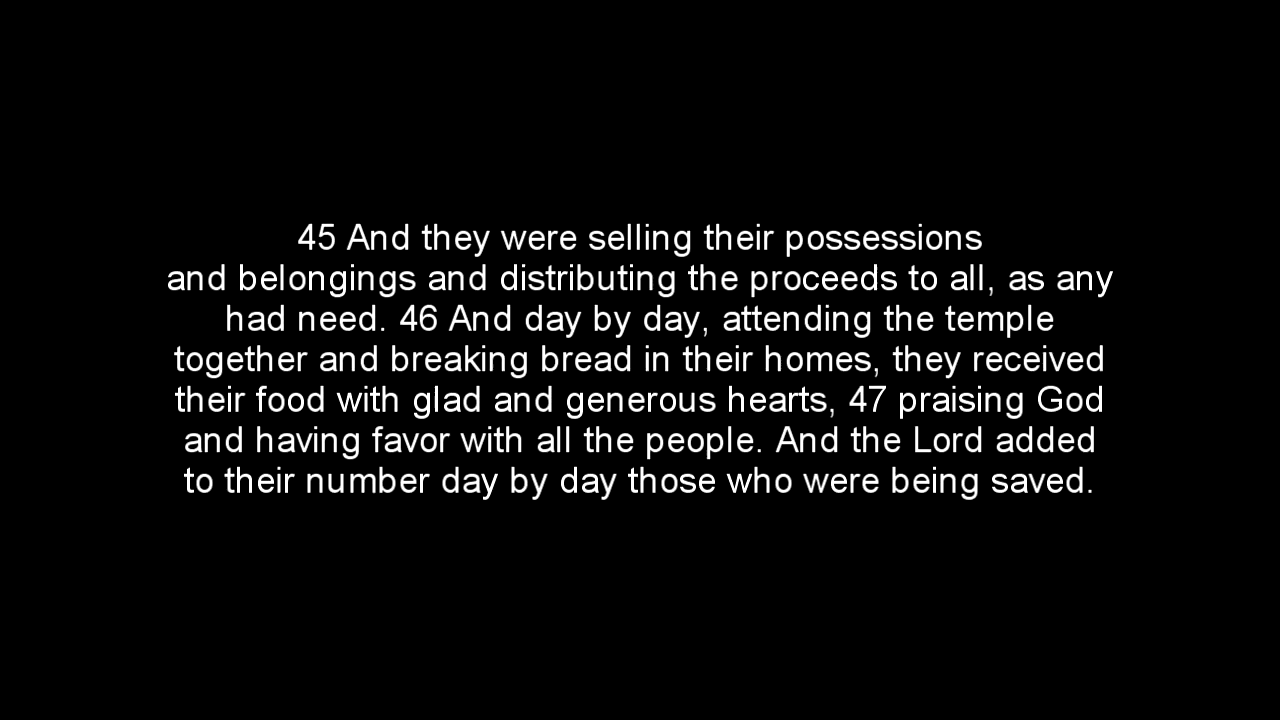 45 And they were selling their possessions
and belongings and distributing the proceeds to all, as any
had need. 46 And day by day, attending the temple
together and breaking bread in their homes, they received
their food with glad and generous hearts, 47 praising God
and having favor with all the people. And the Lord added
to their number day by day those who were being saved.